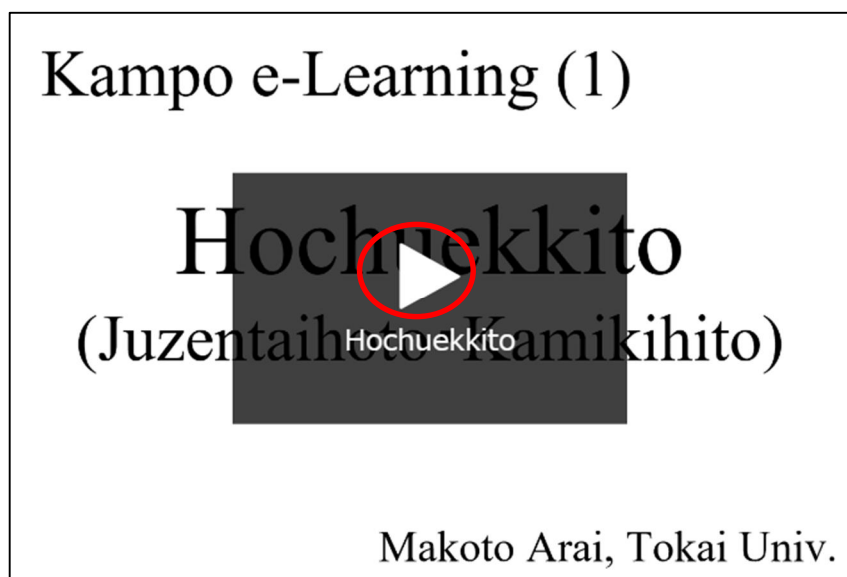 Kampo e-Learning (1)
Hochuekkito
(Juzentaihoto Kamikihito)
Hochuekkito
Makoto Arai, Tokai Univ.